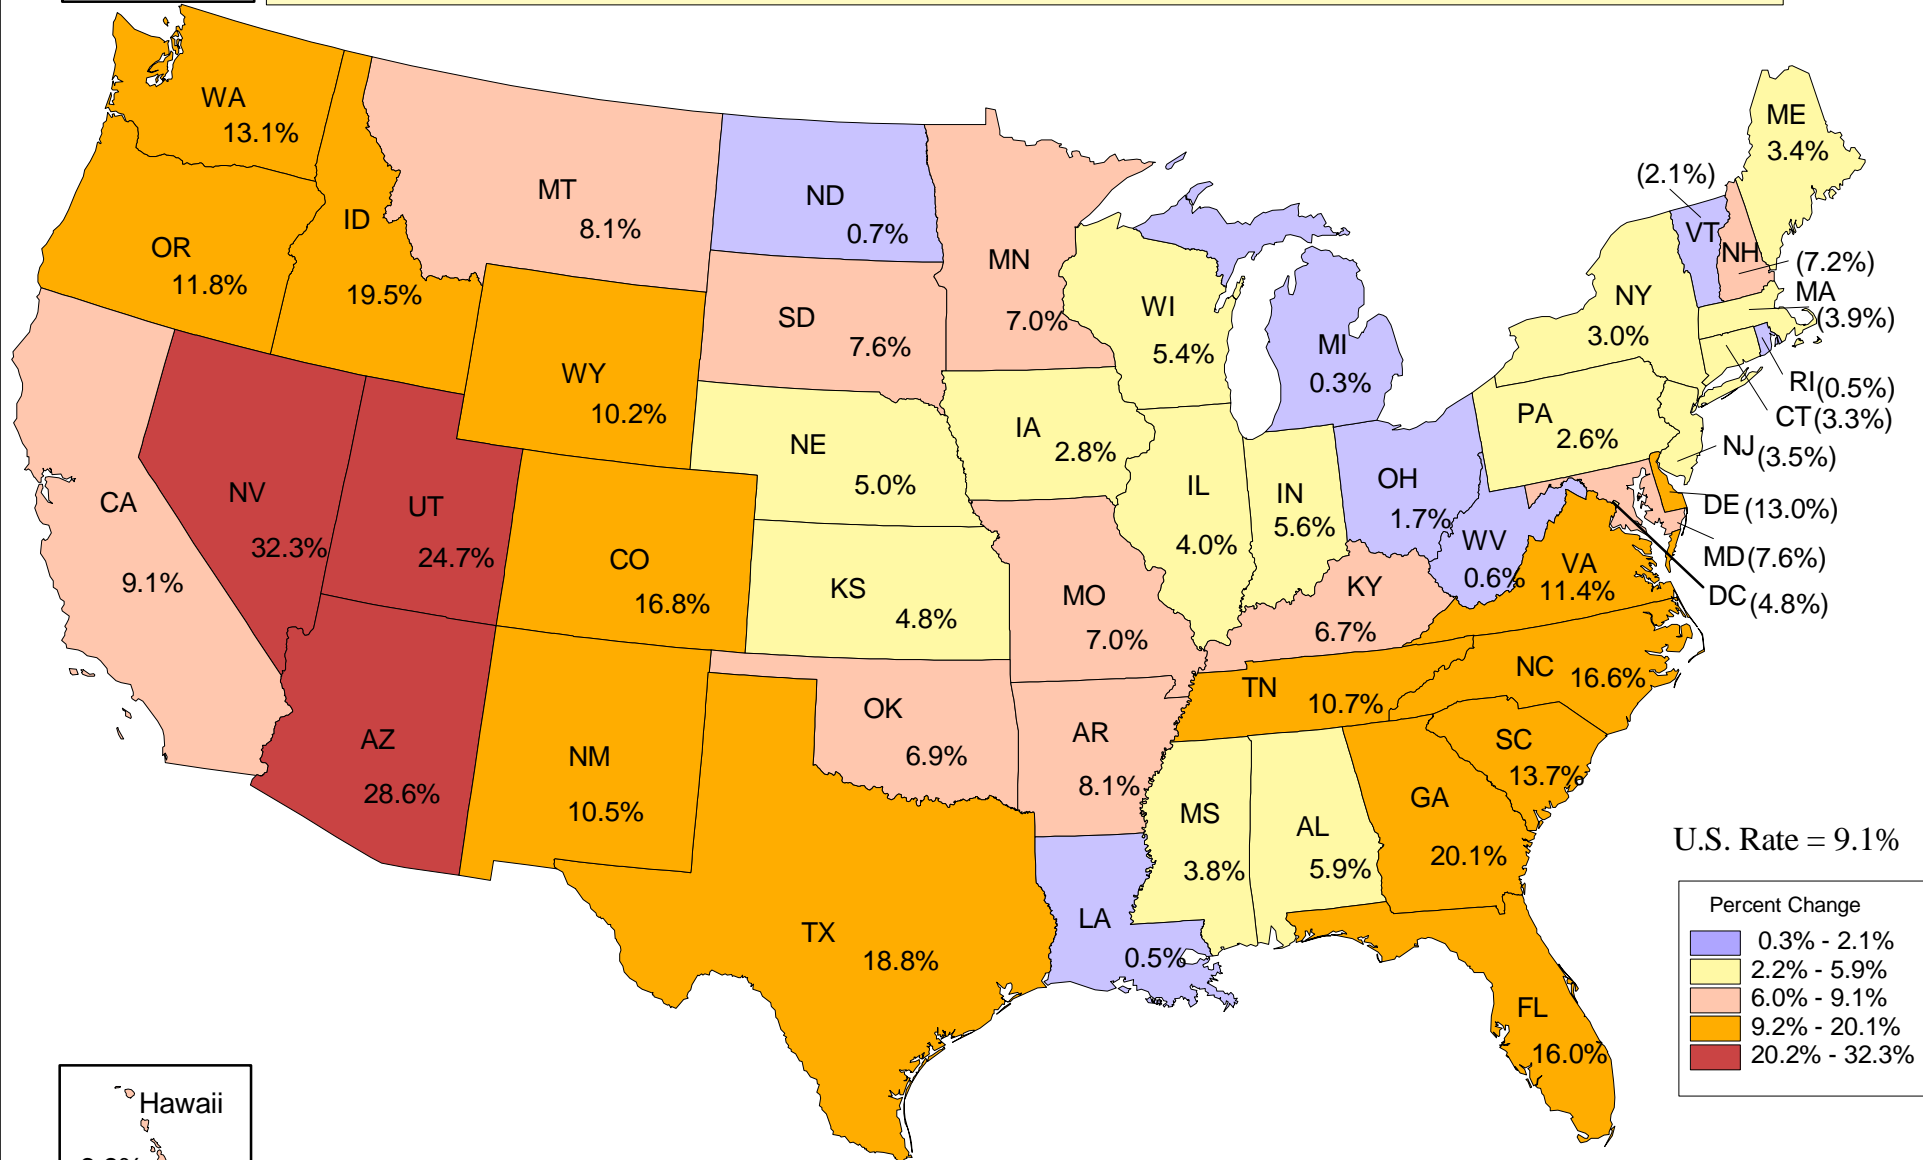 WA
13.1%
OR
11.8%
ID
19.5%
MT
8.1%
ND
0.7%
MN
7.0%
SD
7.6%
WY
10.2%
WI
5.4%
MI
0.3%
ME
3.4%
(2.1%)
VT
NH
(7.2%)
MA
(3.9%)
NY
3.0%
RI(0.5%)
CT(3.3%)
PA
2.6%
NJ(3.5%)
DE(13.0%)
MD(7.6%)
DC(4.8%)
CA
9.1%
NV
32.3%
UT
24.7%
CO
16.8%
NE
5.0%
IA
2.8%
IL
4.0%
IN
5.6%
OH
1.7%
WV
0.6%
VA
11.4%
KS
4.8%
MO
7.0%
KY
6.7%
AZ
28.6%
NM
10.5%
OK
6.9%
AR
8.1%
TN
10.7%
NC 16.6%
SC
13.7%
TX
18.8%
LA
0.5%
MS
3.8%
AL
5.9%
GA
20.1%
FL
16.0%
U.S. Rate = 9.1%
Percent Change
0.3% - 2.1%
2.2% - 5.9%
6.0% - 9.1%
9.2% - 20.1%
20.2% - 32.3%
Hawaii